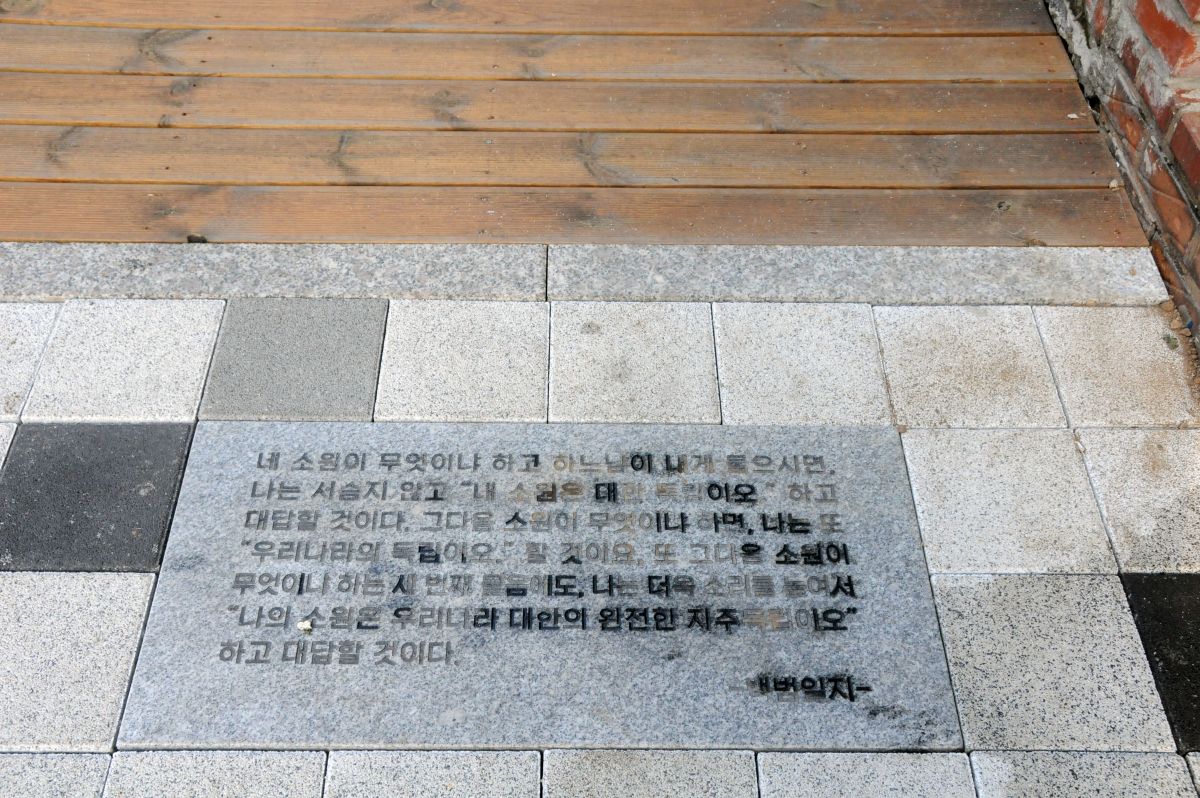 네 소원이 무엇이냐 하고 하느님이 내게 물으시면,
나는 서슴지 않고 "내 소원은 대한 독립이오." 하고
대답할 것이다. 그다음 소원이 무엇이냐 하면, 나는 또
"우리나라의 독립이오." 할 것이요, 또 그다음 소원이
무엇이냐 하는 세 번째 물음에도, 나는 더욱 소리를 높여서
"나의 소원은 우리나라 대한의 완전한 자주독립이오"
하고 대답할 것이다.
-백범일지-